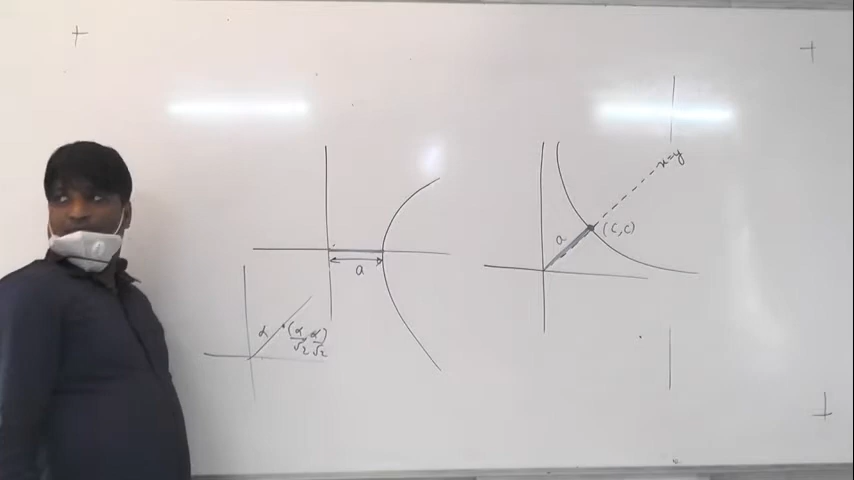 x=y
a
(c,c)
a
α
(α/√2, α/√2)